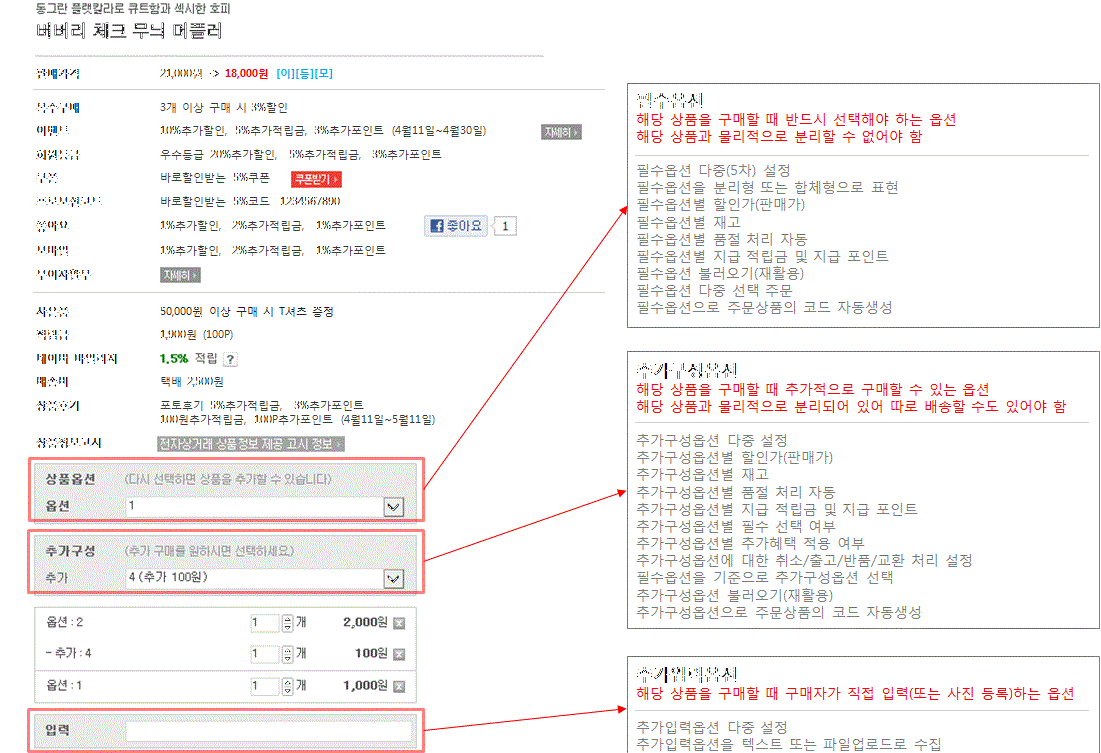 동그란 플랫칼라로 큐트함과 섹시한 호피
버버리 체크 무늬 머플러
판매가격 21,000원 -> 18,000원 [이][등][모]
복수구매 3개 이상 구매 시 3%할인
이벤트 10%추가할인, 5%추가적립금, 3%추가포인트 (4월11일~4월30일) 자세히
회원등급 우수등급 20%추가할인, 5%추가적립금, 3%추가포인트
쿠폰 바로할인받는 5%쿠폰 쿠폰받기
프로모션코드 바로할인받는 5%코드 1234567890
좋아요 1%추가할인, 2%추가적립금, 1%추가포인트 좋아요 1
모바일 1%추가할인, 2%추가적립금, 1%추가포인트
무이자할부 자세히
사은품 50,000원 이상 구매 시 T셔츠 증정
적립금 1,900원 (100P)
네이버 마일리지 1.5% 적립 ?
배송비 택배 2,500원
상품후기 포토후기 5%추가적립금, 3%추가포인트
100원추가적립금, 100P추가포인트 (4월11일~5월11일)
상품정보고시 전자상거래 상품정보 제공 고시 정보
상품옵션 (다시 선택하면 상품을 추가할 수 있습니다)
옵션 1
추가구성 (추가 구매를 원하시면 선택하세요)
추가 4 (추가 100원)
옵션 : 2 1 개 2,000원
- 추가 : 4 1 개 100원
옵션 : 1 1 개 1,000원
입력
필수옵션
해당 상품을 구매할 때 반드시 선택해야 하는 옵션
해당 상품과 물리적으로 분리할 수 없어야 함
필수옵션 다중(5차) 설정
필수옵션을 분리형 또는 합체형으로 표현
필수옵션별 할인가(판매가)
필수옵션별 재고
필수옵션별 품절 처리 자동
필수옵션별 지급 적립금 및 지급 포인트
필수옵션 불러오기(재활용)
필수옵션 다중 선택 주문
필수옵션으로 주문상품의 코드 자동생성
추가구성옵션
해당 상품을 구매할 때 추가적으로 구매할 수 있는 옵션
해당 상품과 물리적으로 분리되어 있어 따로 배송할 수도 있어야 함
추가구성옵션 다중 설정
추가구성옵션별 할인가(판매가)
추가구성옵션별 재고
추가구성옵션별 품절 처리 자동
추가구성옵션별 지급 적립금 및 지급 포인트
추가구성옵션별 필수 선택 여부
추가구성옵션별 추가혜택 적용 여부
추가구성옵션에 대한 취소/출고/반품/교환 처리 설정
필수옵션을 기준으로 추가구성옵션 선택
추가구성옵션 불러오기(재활용)
추가구성옵션으로 주문상품의 코드 자동생성
추가입력옵션
해당 상품을 구매할 때 구매자가 직접 입력(또는 사진 등록)하는 옵션
추가입력옵션 다중 설정
추가입력옵션을 텍스트 또는 파일업로드로 수집